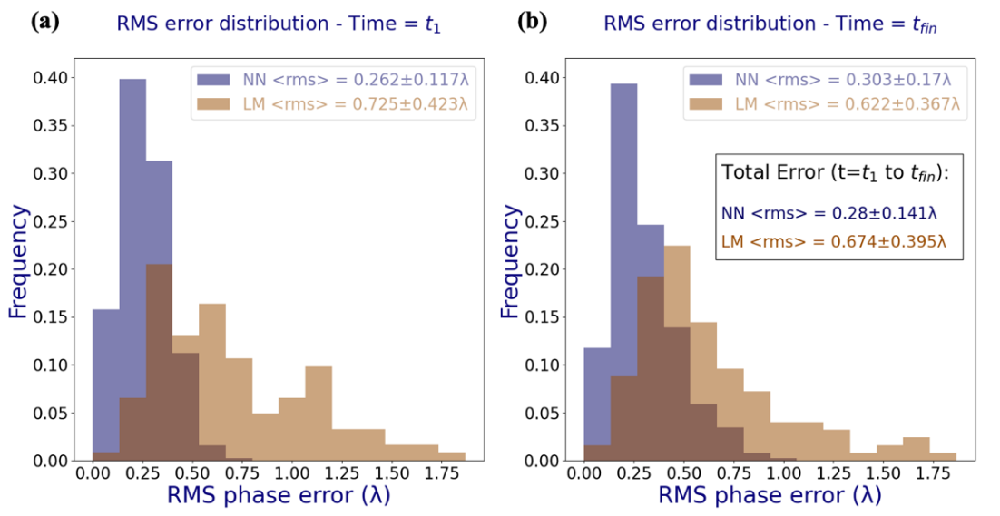 (a)
RMS error distribution - Time = t1
NN <rms> = 0.262±0.117λ
LM <rms> = 0.725±0.423λ
0.40
0.35
0.30
0.25
0.20
0.15
0.10
0.05
0.00
Frequency
0.00 0.25 0.50 0.75 1.00 1.25 1.50 1.75
RMS phase error (λ)
(b)
RMS error distribution - Time = tfin
NN <rms> = 0.303±0.17λ
LM <rms> = 0.622±0.367λ
Total Error (t=t1 to tfin):
NN <rms> = 0.28±0.141λ
LM <rms> = 0.674±0.395λ
0.40
0.35
0.30
0.25
0.20
0.15
0.10
0.05
0.00
Frequency
0.00 0.25 0.50 0.75 1.00 1.25 1.50 1.75
RMS phase error (λ)